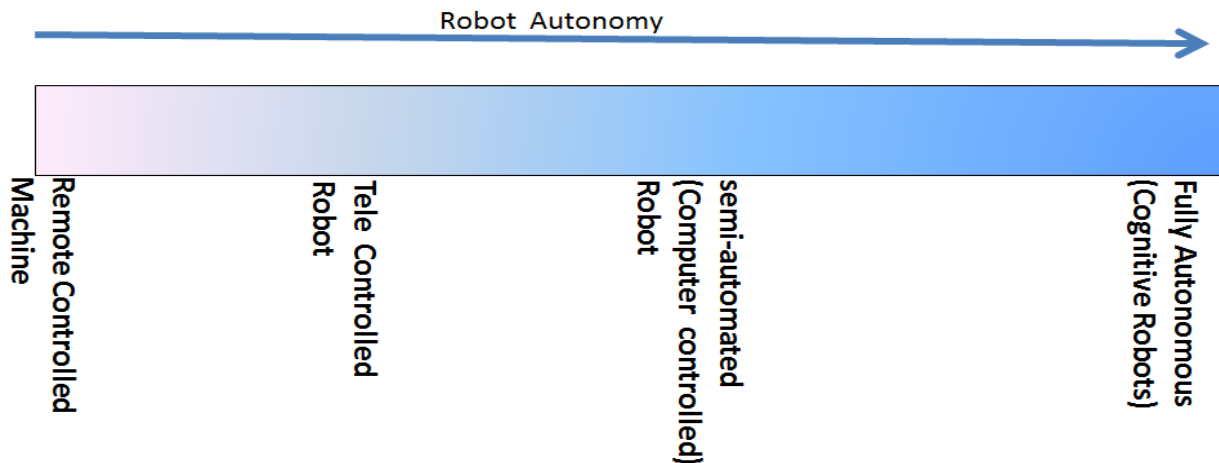 Robot Autonomy
Remote Controlled
Machine
Tele Controlled
Robot
semi-automated
(Computer controlled)
Robot
Fully Autonomous
(Cognitive Robots)